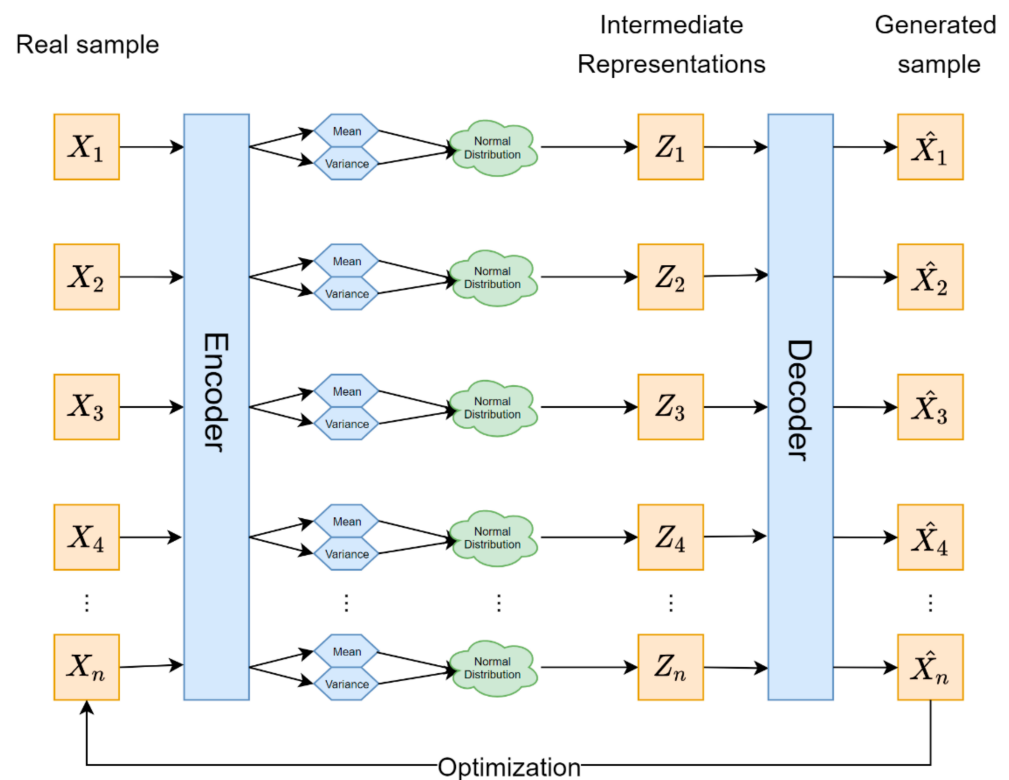 Real sample
Intermediate
Representations
Generated
sample
X₁
Mean
Variance
Normal
Distribution
Z₁
X̂₁
X₂
Mean
Variance
Normal
Distribution
Z₂
X̂₂
Encoder
Decoder
X₃
Mean
Variance
Normal
Distribution
Z₃
X̂₃
X₄
Mean
Variance
Normal
Distribution
Z₄
X̂₄
⋮ ⋮ ⋮ ⋮ ⋮
Xₙ
Mean
Variance
Normal
Distribution
Zₙ
X̂ₙ
Optimization